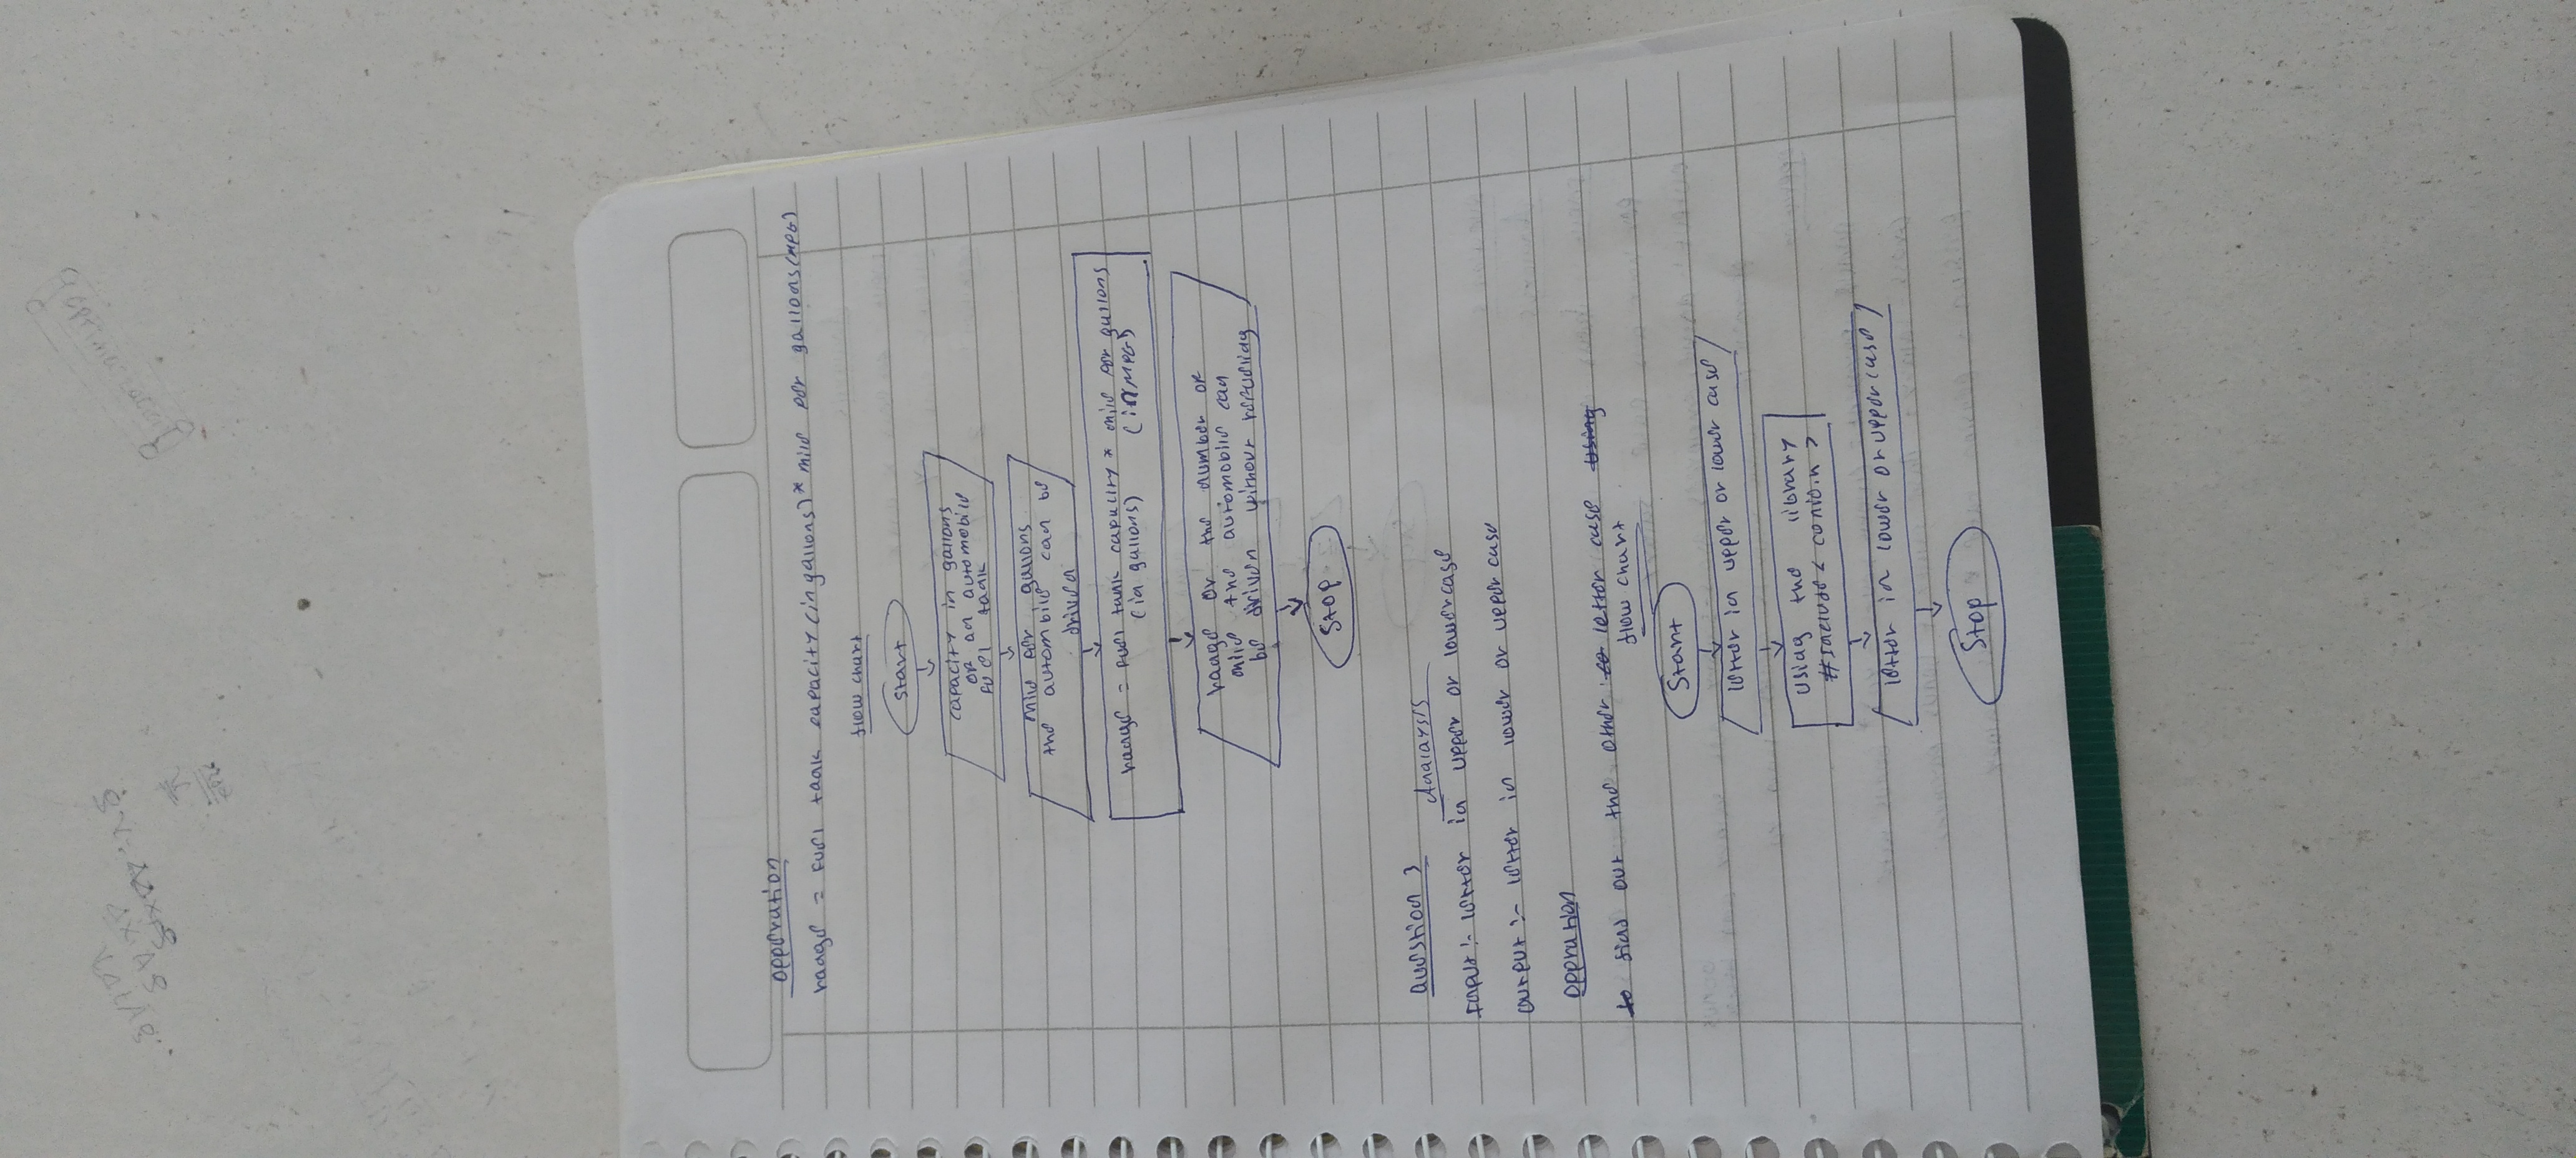 opperation
range = Fuel tank capacity (in gallons) * mile per gallons (MPG)
flow chart
Start
capacity in gallons
of an automobile
fuel tank
mile per gallons
the automobile can be
driven
range = Fuel tank capacity * mile per gallons
(in gallons) (in MPG)
range or the number of
mile the automobile can
be driven without refueling
Stop
Question 3
Analaysis
Input :- letter in upper or lowercase
output :- letter in lower or upper case
oppration
to find out the other to letter case using
flow chart
Start
letter in upper or lower case
using the library
#include < conio.h >
letter in lower or upper case
Stop